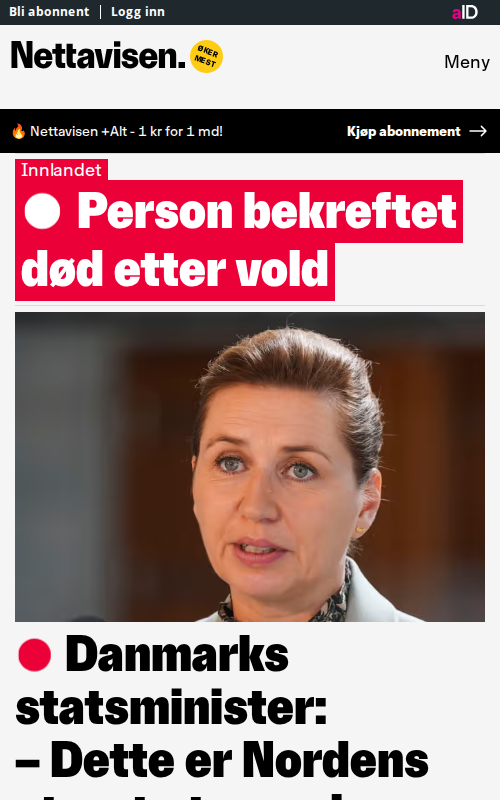 Bli abonnent | Logg inn
aID
Nettavisen.
ØKER
MEST
Meny
🔥 Nettavisen +Alt - 1 kr for 1 md!
Kjøp abonnement →
Innlandet
Person bekreftet
død etter vold
Danmarks
statsminister:
– Dette er Nordens